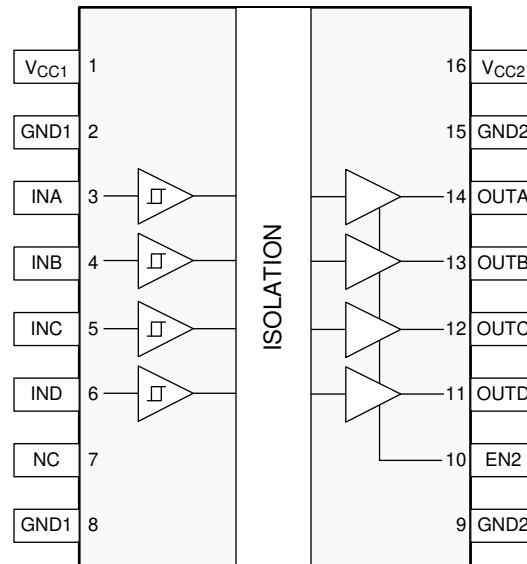 VCC1 1 16 VCC2
GND1 2 15 GND2
INA 3 14 OUTA
INB 4 13 OUTB
INC 5 12 OUTC
IND 6 11 OUTD
NC 7 10 EN2
GND1 8 9 GND2
ISOLATION